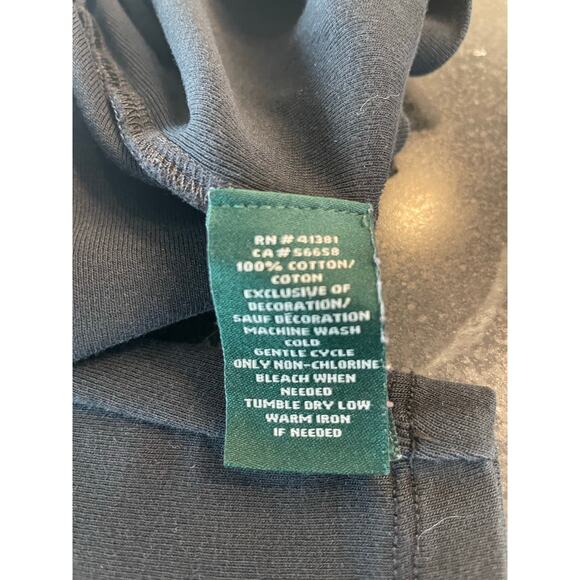 RN # 41381
CA # 56658
100% COTTON/
COTON
EXCLUSIVE OF
DECORATION/
SAUF DÉCORATION
MACHINE WASH
COLD
GENTLE CYCLE
ONLY NON-CHLORINE
BLEACH WHEN
NEEDED
TUMBLE DRY LOW
WARM IRON
IF NEEDED